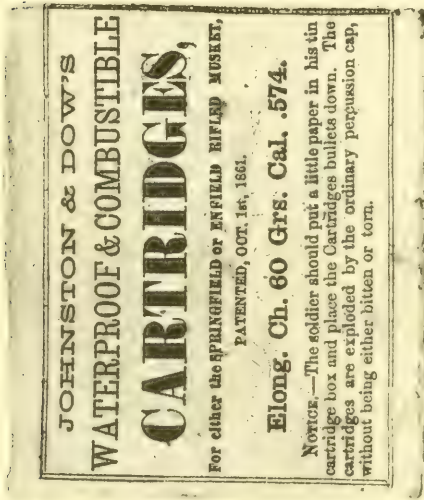 JOHNSTON & DOW'S
WATERPROOF & COMBUSTIBLE
CARTRIDGES,
For either the SPRINGFIELD or ENFIELD RIFLED MUSKET,
PATENTED, OCT. 1st, 1861.
Elong. Ch. 60 Grs. Cal. .574.
NOTICE.—The soldier should put a little paper in his tin
cartridge box and place the Cartridges bullets down. The
cartridges are exploded by the ordinary percussion cap,
without being either bitten or torn.